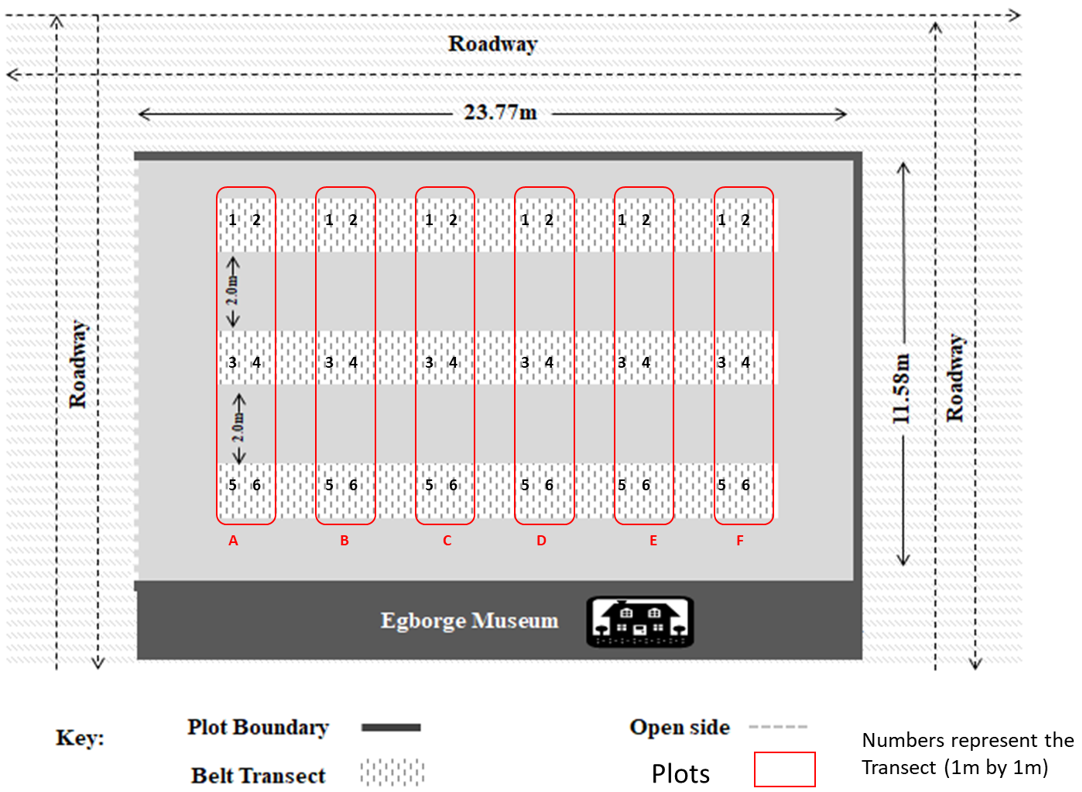 Roadway
23.77m
1 2 1 2 1 2 1 2 1 2 1 2
2.0m
Roadway
3 4 3 4 3 4 3 4 3 4 3 4
11.58m
Roadway
2.0m
5 6 5 6 5 6 5 6 5 6 5 6
A B C D E F
Egborge Museum
Key:
Plot Boundary
Open side
Belt Transect
Plots
Numbers represent the
Transect (1m by 1m)